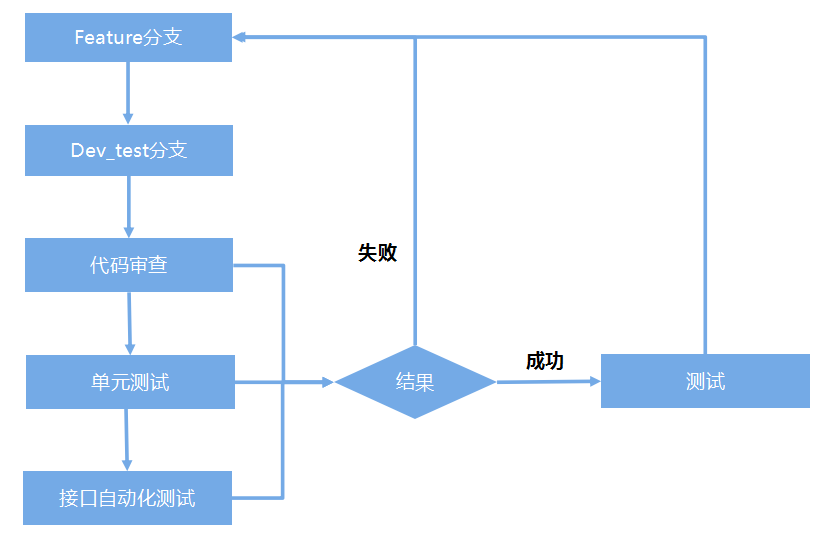 Feature分支
Dev_test分支
代码审查
失败
成功
单元测试
结果
测试
接口自动化测试